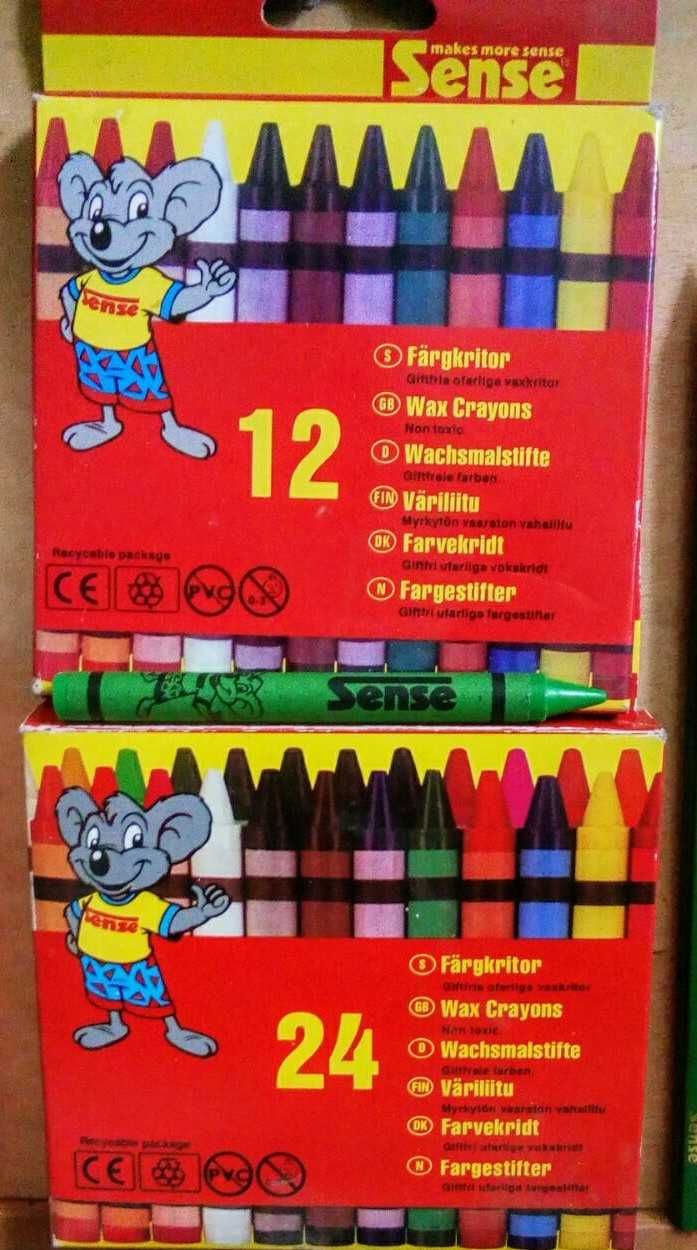 makes more sense
Sense
Sense
S Färgkritor
Giftfria ofarliga vaxkritor
GB Wax Crayons
Non toxic.
12
D Wachsmalstifte
Giftfreie farben
FIN Väriliitu
Myrkytön vaaraton vahaliitu
DK Farvekridt
Giftfri ufarlige vokskridt
N Fargestifter
Giftfri ufarlige fargestifter
Recycable package
CE PVC 0-3
Sense
Sense
S Färgkritor
Giftfria ofarliga vaxkritor
GB Wax Crayons
Non toxic.
24
D Wachsmalstifte
Giftfreie farben
FIN Väriliitu
Myrkytön vaaraton vahaliitu
DK Farvekridt
Giftfri ufarlige vokskridt
N Fargestifter
Giftfri ufarlige fargestifter
Recycable package
CE PVC